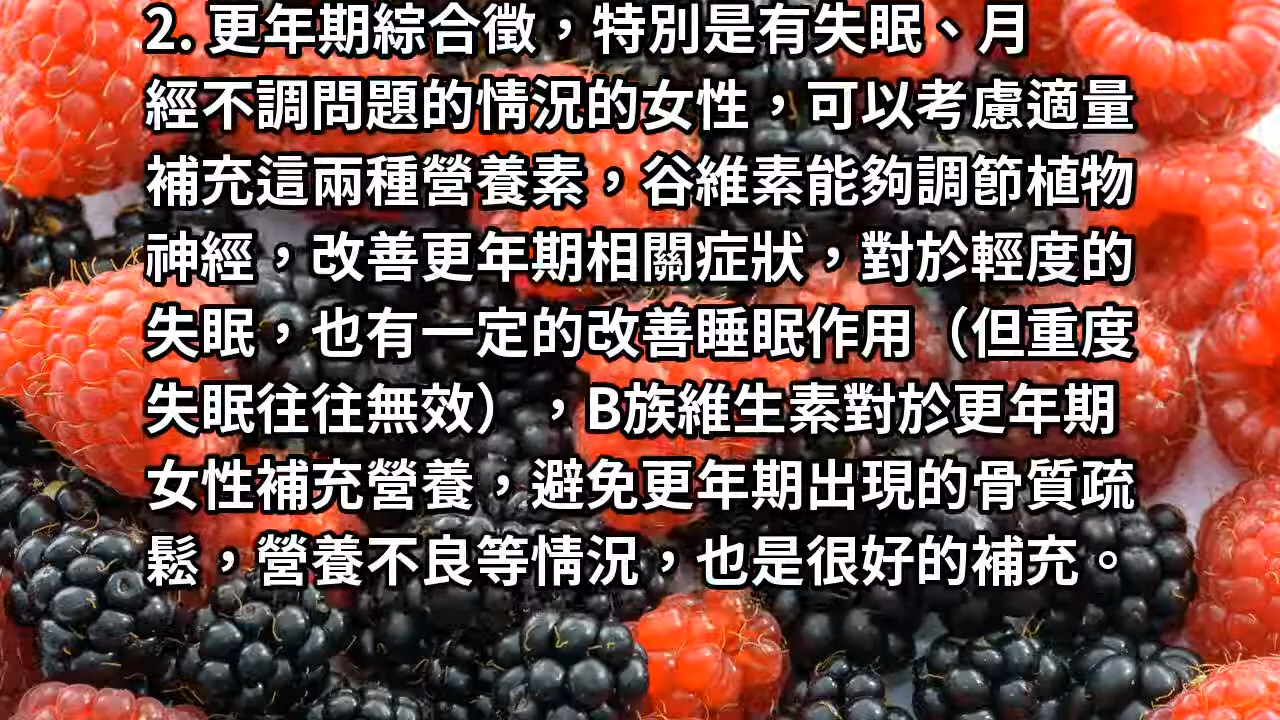 2. 更年期綜合徵，特別是有失眠、月
經不調問題的情況的女性，可以考慮適量
補充這兩種營養素，谷維素能夠調節植物
神經，改善更年期相關症狀，對於輕度的
失眠，也有一定的改善睡眠作用（但重度
失眠往往無效），B族維生素對於更年期
女性補充營養，避免更年期出現的骨質疏
鬆，營養不良等情況，也是很好的補充。